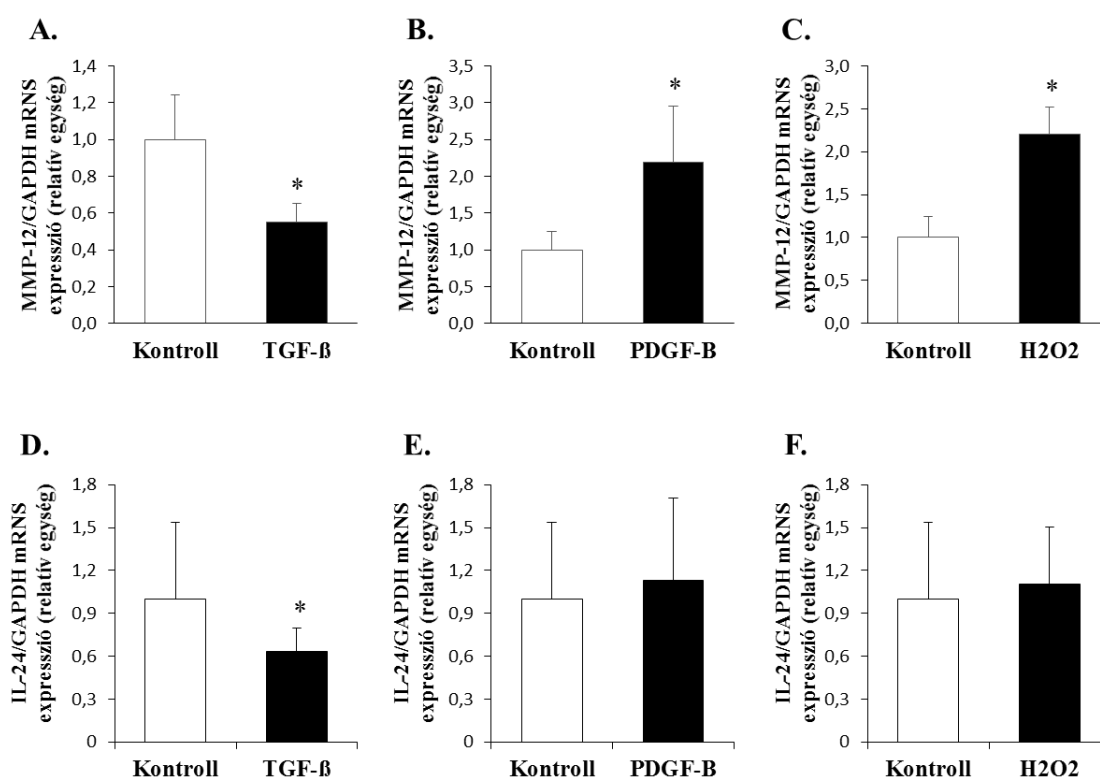 A.
MMP-12/GAPDH mRNS
expresszió (relatív egység)
1,4
1,2
1,0
0,8
0,6
0,4
0,2
0,0
*
Kontroll TGF-ß
B.
MMP-12/GAPDH mRNS
expresszió (relatív egység)
3,5
3,0
2,5
2,0
1,5
1,0
0,5
0,0
*
Kontroll PDGF-B
C.
MMP-12/GAPDH mRNS
expresszió (relatív egység)
3,0
2,5
2,0
1,5
1,0
0,5
0,0
*
Kontroll H2O2
D.
IL-24/GAPDH mRNS
expresszió (relatív egység)
1,8
1,5
1,2
0,9
0,6
0,3
0
*
Kontroll TGF-ß
E.
IL-24/GAPDH mRNS
expresszió (relatív egység)
1,8
1,5
1,2
0,9
0,6
0,3
0
Kontroll PDGF-B
F.
IL-24/GAPDH mRNS
expresszió (relatív egység)
1,8
1,5
1,2
0,9
0,6
0,3
0
Kontroll H2O2